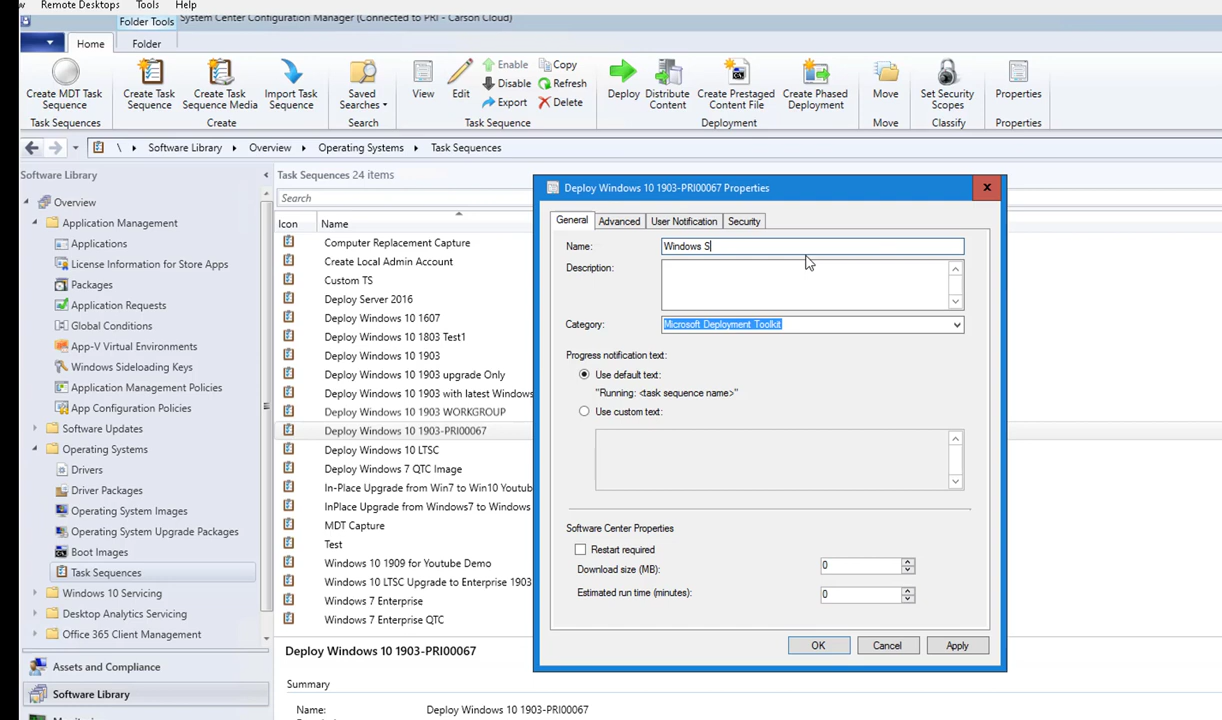 Remote Desktops Tools Help
Folder Tools System Center Configuration Manager (Connected to PRI - Carson Cloud)
Home Folder
Create MDT Task Sequence
Create Task Sequence
Create Task Sequence Media
Import Task Sequence
Saved Searches
View
Edit
Enable
Disable
Export
Copy
Refresh
Delete
Deploy
Distribute Content
Create Prestaged Content File
Create Phased Deployment
Move
Set Security Scopes
Properties
Task Sequences Create Search Task Sequence Deployment Move Classify Properties
\ Software Library Overview Operating Systems Task Sequences
Software Library
Overview
Application Management
Applications
License Information for Store Apps
Packages
Application Requests
Global Conditions
App-V Virtual Environments
Windows Sideloading Keys
Application Management Policies
App Configuration Policies
Software Updates
Operating Systems
Drivers
Driver Packages
Operating System Images
Operating System Upgrade Packages
Boot Images
Task Sequences
Windows 10 Servicing
Desktop Analytics Servicing
Office 365 Client Management
Assets and Compliance
Software Library
Task Sequences 24 items
Search
Icon Name
Computer Replacement Capture
Create Local Admin Account
Custom TS
Deploy Server 2016
Deploy Windows 10 1607
Deploy Windows 10 1803 Test1
Deploy Windows 10 1903
Deploy Windows 10 1903 upgrade Only
Deploy Windows 10 1903 with latest Windows
Deploy Windows 10 1903 WORKGROUP
Deploy Windows 10 1903-PRI00067
Deploy Windows 10 LTSC
Deploy Windows 7 QTC Image
In-Place Upgrade from Win7 to Win10 Youtub
InPlace Upgrade from Windows7 to Windows
MDT Capture
Test
Windows 10 1909 for Youtube Demo
Windows 10 LTSC Upgrade to Enterprise 1903
Windows 7 Enterprise
Windows 7 Enterprise QTC
Deploy Windows 10 1903-PRI00067
Summary
Name: Deploy Windows 10 1903-PRI00067
Deploy Windows 10 1903-PRI00067 Properties
General Advanced User Notification Security
Name: Windows S
Description:
Category: Microsoft Deployment Toolkit
Progress notification text:
Use default text:
"Running: <task sequence name>"
Use custom text:
Software Center Properties
Restart required
Download size (MB): 0
Estimated run time (minutes): 0
OK Cancel Apply